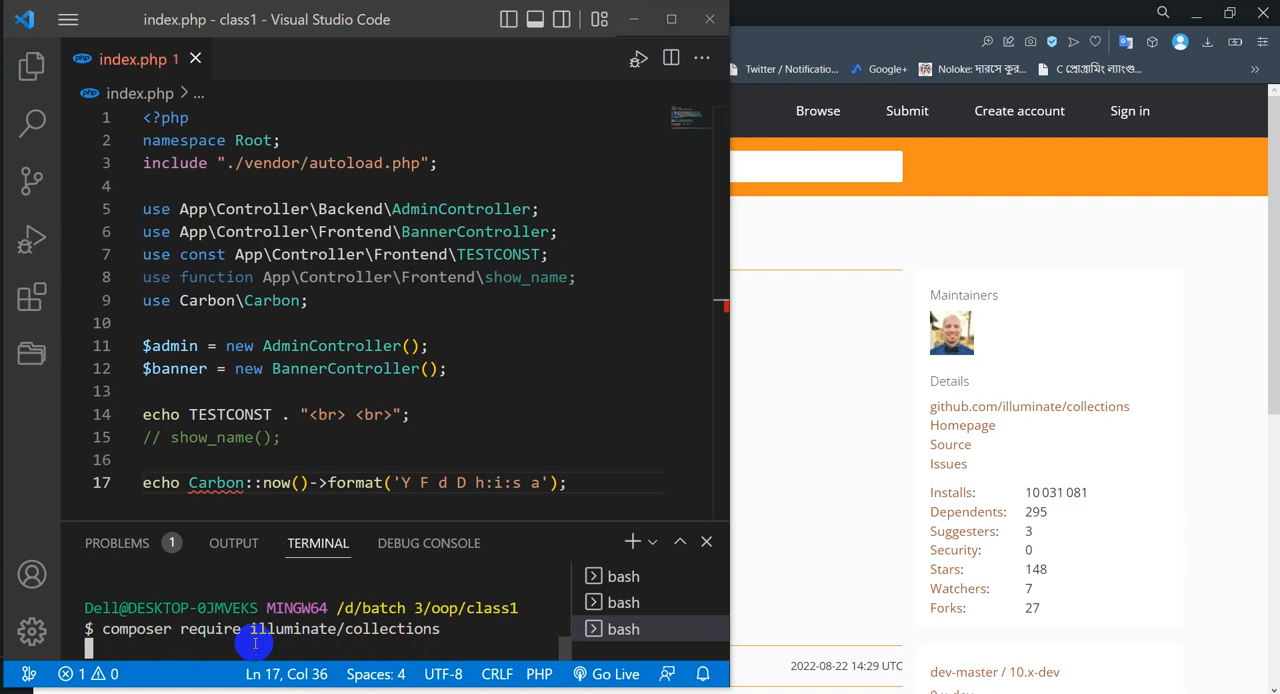 index.php - class1 - Visual Studio Code
index.php 1
index.php > ...
1 <?php
2 namespace Root;
3 include "./vendor/autoload.php";
4
5 use App\Controller\Backend\AdminController;
6 use App\Controller\Frontend\BannerController;
7 use const App\Controller\Frontend\TESTCONST;
8 use function App\Controller\Frontend\show_name;
9 use Carbon\Carbon;
10
11 $admin = new AdminController();
12 $banner = new BannerController();
13
14 echo TESTCONST . "<br> <br>";
15 // show_name();
16
17 echo Carbon::now()->format('Y F d D h:i:s a');
PROBLEMS 1 OUTPUT TERMINAL DEBUG CONSOLE
bash
bash
bash
Dell@DESKTOP-0JMVEKS MINGW64 /d/batch 3/oop/class1
$ composer require illuminate/collections
1 0 Ln 17, Col 36 Spaces: 4 UTF-8 CRLF PHP Go Live
Twitter / Notificatio... Google+ Noloke: দারসে কুর... C প্রোগ্রামিং ল্যাংগু...
Browse Submit Create account Sign in
Maintainers
Details
github.com/illuminate/collections
Homepage
Source
Issues
Installs: 10 031 081
Dependents: 295
Suggesters: 3
Security: 0
Stars: 148
Watchers: 7
Forks: 27
2022-08-22 14:29 UTC
dev-master / 10.x-dev